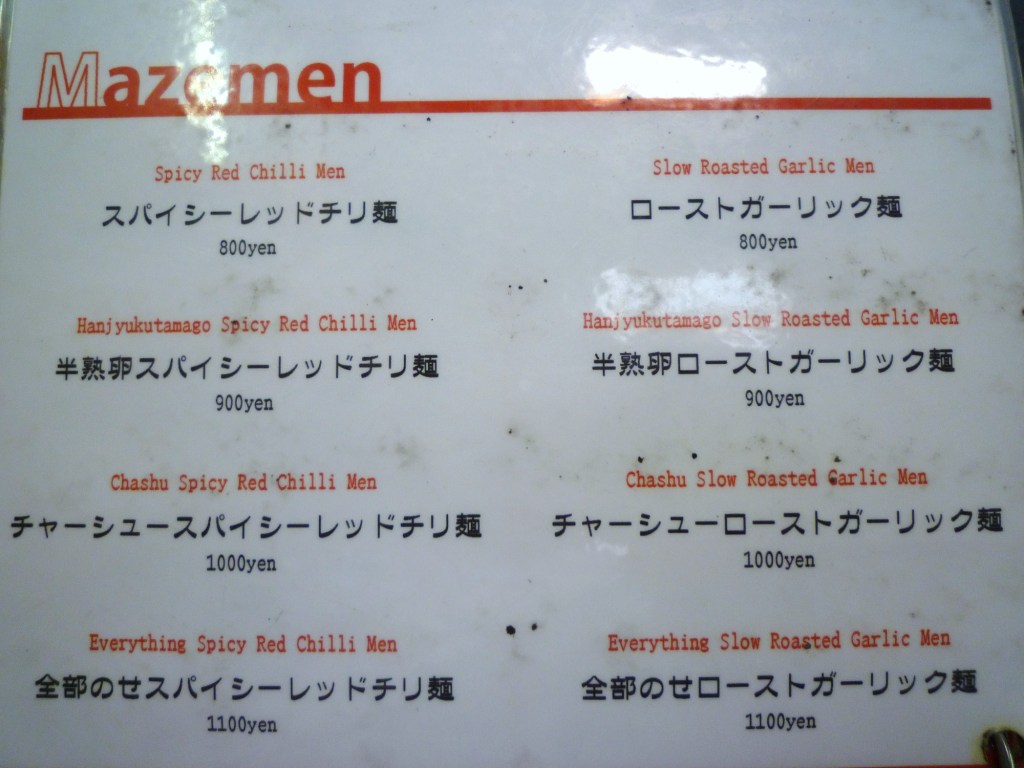 Mazemen
Spicy Red Chilli Men
スパイシーレッドチリ麺
800yen
Slow Roasted Garlic Men
ローストガーリック麺
800yen
Hanjyukutamago Spicy Red Chilli Men
半熟卵スパイシーレッドチリ麺
900yen
Hanjyukutamago Slow Roasted Garlic Men
半熟卵ローストガーリック麺
900yen
Chashu Spicy Red Chilli Men
チャーシュースパイシーレッドチリ麺
1000yen
Chashu Slow Roasted Garlic Men
チャーシューローストガーリック麺
1000yen
Everything Spicy Red Chilli Men
全部のせスパイシーレッドチリ麺
1100yen
Everything Slow Roasted Garlic Men
全部のせローストガーリック麺
1100yen